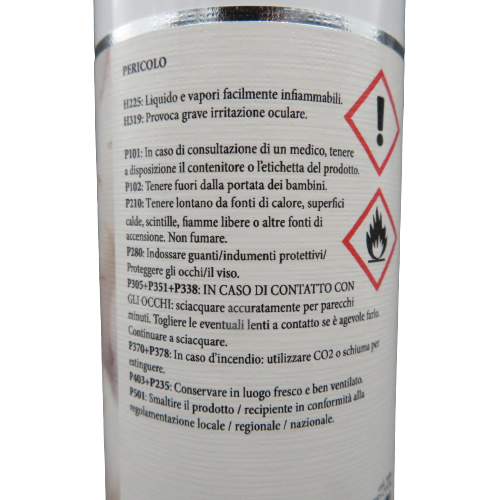 PERICOLO
H225: Liquido e vapori facilmente infiammabili.
H319: Provoca grave irritazione oculare.
P101: In caso di consultazione di un medico, tenere
a disposizione il contenitore o l'etichetta del prodotto.
P102: Tenere fuori dalla portata dei bambini.
P210: Tenere lontano da fonti di calore, superfici
calde, scintille, fiamme libere o altre fonti di
accensione. Non fumare.
P280: Indossare guanti/indumenti protettivi/
Proteggere gli occhi/il viso.
P305+P351+P338: IN CASO DI CONTATTO CON
GLI OCCHI: sciacquare accuratamente per parecchi
minuti. Togliere le eventuali lenti a contatto se è agevole farlo.
Continuare a sciacquare.
P370+P378: In caso d'incendio: utilizzare CO2 o schiuma per
estinguere.
P403+P235: Conservare in luogo fresco e ben ventilato.
P501: Smaltire il prodotto / recipiente in conformità alla
regolamentazione locale / regionale / nazionale.